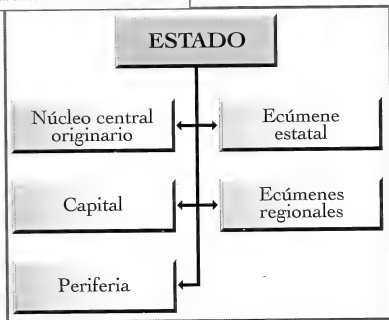 ESTADO
Núcleo central
originario
Ecúmene
estatal
Capital
Ecúmenes
regionales
Periferia